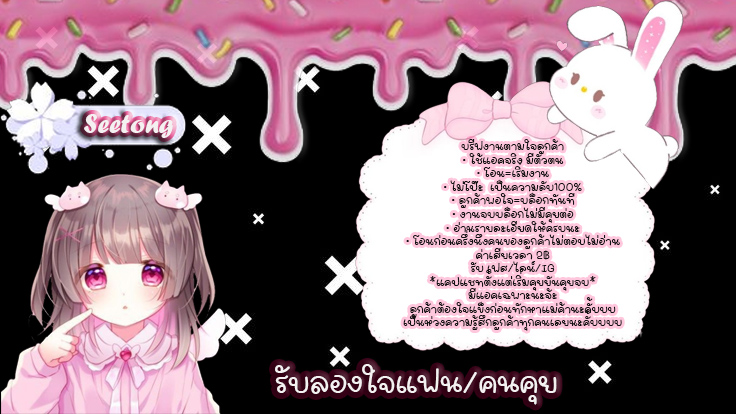 Seetong
บรีฟงานตามใจลูกค้า
• ใช้แอคจริง มีตัวตน
• โอน=เริ่มงาน
• ไม่โป๊ะ เป็นความลับ100%
• ลูกค้าพอใจ=บล็อกทันที
• งานจบบล็อกไม่มีคุยต่อ
• อ่านรายละเอียดให้ครบนะ
• โอนก่อนครึ่งนึงคนของลูกค้าไม่ตอบไม่อ่าน
ค่าเสียเวลา 2B
รับ เฟส/ไลน์/IG
*แคปแชทตั้งแต่เริ่มคุยยันคุยจบ*
มีแอคเฉพาะนะจ้ะ
ลูกค้าต้องใจแข็งก่อนทักหาแม่ค้านะค้ับยย
เป็นห่วงความรู้สึกลูกค้าทุกคนเลยนะคับบบบ
รับลองใจแฟน/คนคุย